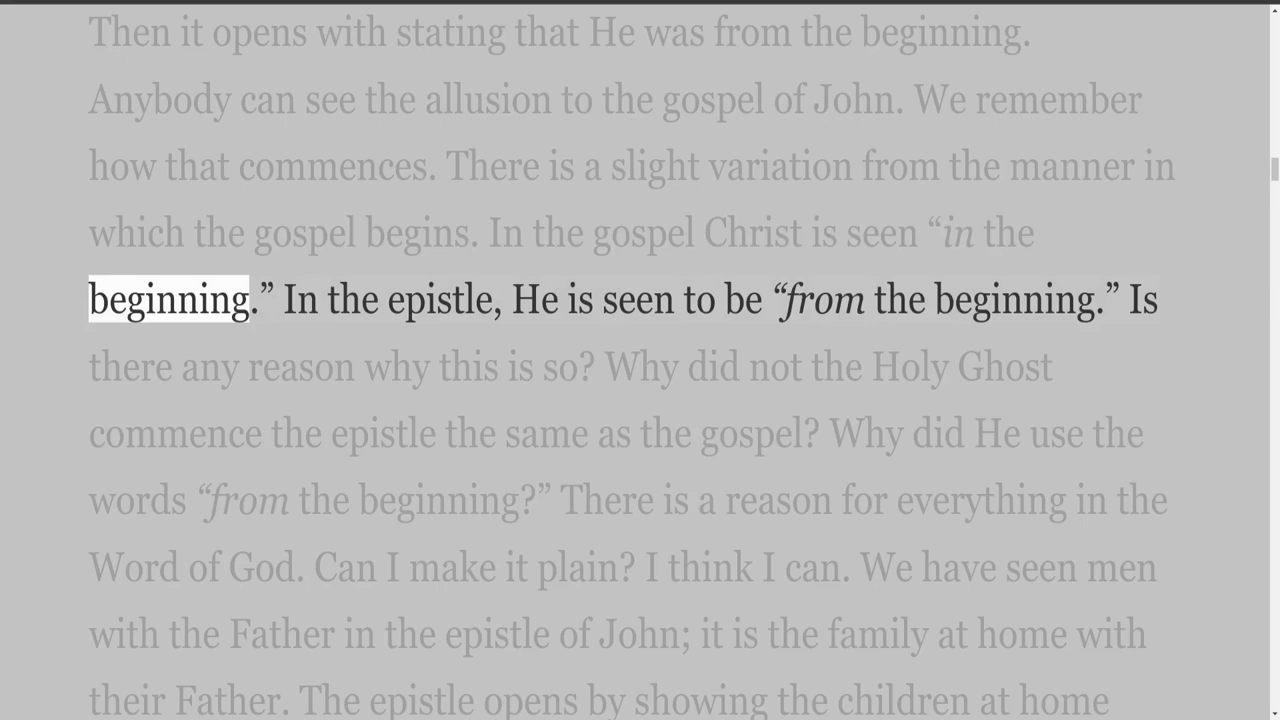 Then it opens with stating that He was from the beginning.
Anybody can see the allusion to the gospel of John. We remember
how that commences. There is a slight variation from the manner in
which the gospel begins. In the gospel Christ is seen “in the
beginning.” In the epistle, He is seen to be “from the beginning.” Is
there any reason why this is so? Why did not the Holy Ghost
commence the epistle the same as the gospel? Why did He use the
words “from the beginning?” There is a reason for everything in the
Word of God. Can I make it plain? I think I can. We have seen men
with the Father in the epistle of John; it is the family at home with
their Father. The epistle opens by showing the children at home